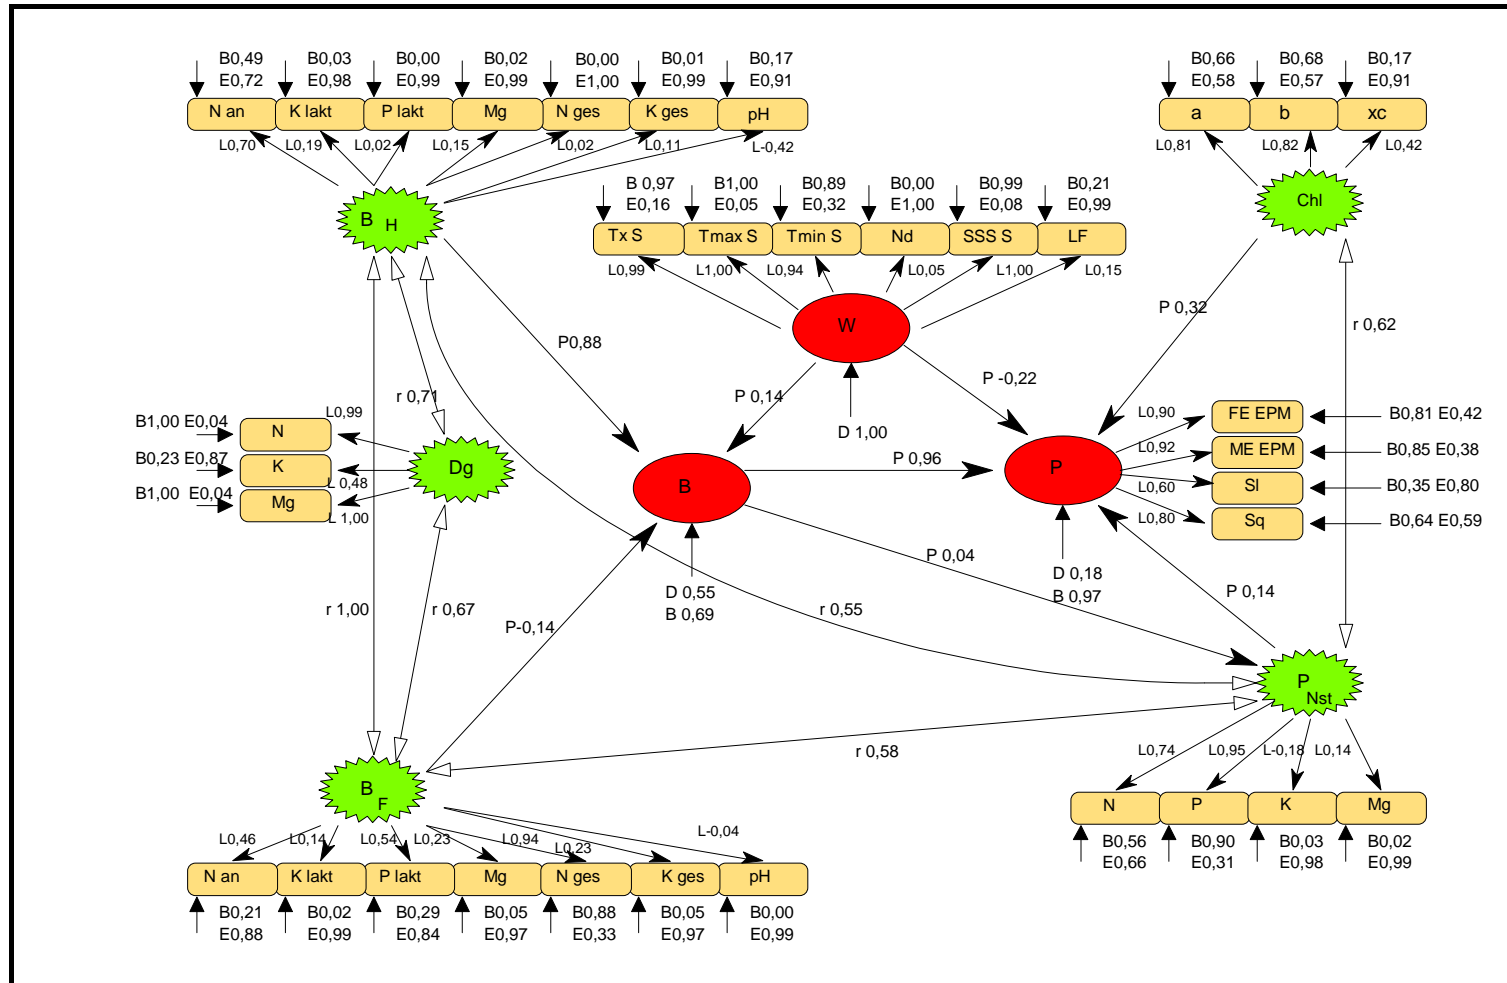 B0,49 B0,03 B0,00 B0,02 B0,00 B0,01 B0,17
E0,72 E0,98 E0,99 E0,99 E1,00 E0,99 E0,91
N an K lakt P lakt Mg N ges K ges pH
L0,70 L0,19 L0,02 L0,15 L0,02 L0,11 L-0,42
B0,66 B0,68 B0,17
E0,58 E0,57 E0,91
a b xc
L0,81 L0,82 L0,42
B H
Chl
B 0,97 B1,00 B0,89 B0,00 B0,99 B0,21
E0,16 E0,05 E0,32 E1,00 E0,08 E0,99
Tx S Tmax S Tmin S Nd SSS S LF
L0,99 L1,00 L0,94 L0,05 L1,00 L0,15
W
P0,88
P 0,32
r 0,62
P 0,14
P -0,22
D 1,00
r 0,71
B1,00 E0,04 N L0,99
B0,23 E0,87 K L 0,48
B1,00 E0,04 Mg L 1,00
Dg
B
P 0,96
P
L0,90 FE EPM B0,81 E0,42
L0,92 ME EPM B0,85 E0,38
L0,60 Sl B0,35 E0,80
L0,80 Sq B0,64 E0,59
P 0,04
D 0,55
B 0,69
D 0,18
B 0,97
P 0,14
r 1,00
r 0,67
P-0,14
r 0,55
P Nst
r 0,58
L0,74 L0,95 L-0,18 L0,14
N P K Mg
B0,56 B0,90 B0,03 B0,02
E0,66 E0,31 E0,98 E0,99
B F
L0,46 L0,14 L0,54 L0,23 L0,94 L0,23 L-0,04
N an K lakt P lakt Mg N ges K ges pH
B0,21 B0,02 B0,29 B0,05 B0,88 B0,05 B0,00
E0,88 E0,99 E0,84 E0,97 E0,33 E0,97 E0,99